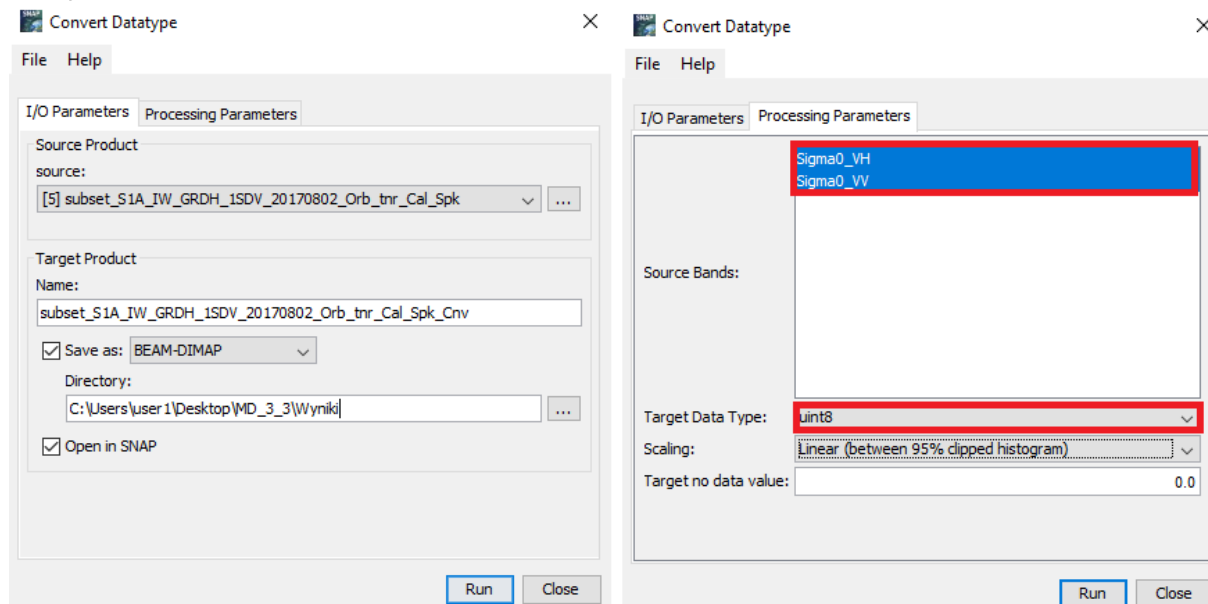 SNAP
Convert Datatype
File Help
I/O Parameters Processing Parameters
Source Product
source:
[5] subset_S1A_IW_GRDH_1SDV_20170802_Orb_tnr_Cal_Spk
...
Target Product
Name:
subset_S1A_IW_GRDH_1SDV_20170802_Orb_tnr_Cal_Spk_Cnv
Save as: BEAM-DIMAP
Directory:
C:\Users\user1\Desktop\MD_3_3\Wyniki
...
Open in SNAP
Run Close
SNAP
Convert Datatype
File Help
I/O Parameters Processing Parameters
Sigma0_VH
Sigma0_VV
Source Bands:
Target Data Type: uint8
Scaling: Linear (between 95% clipped histogram)
Target no data value: 0.0
Run Close